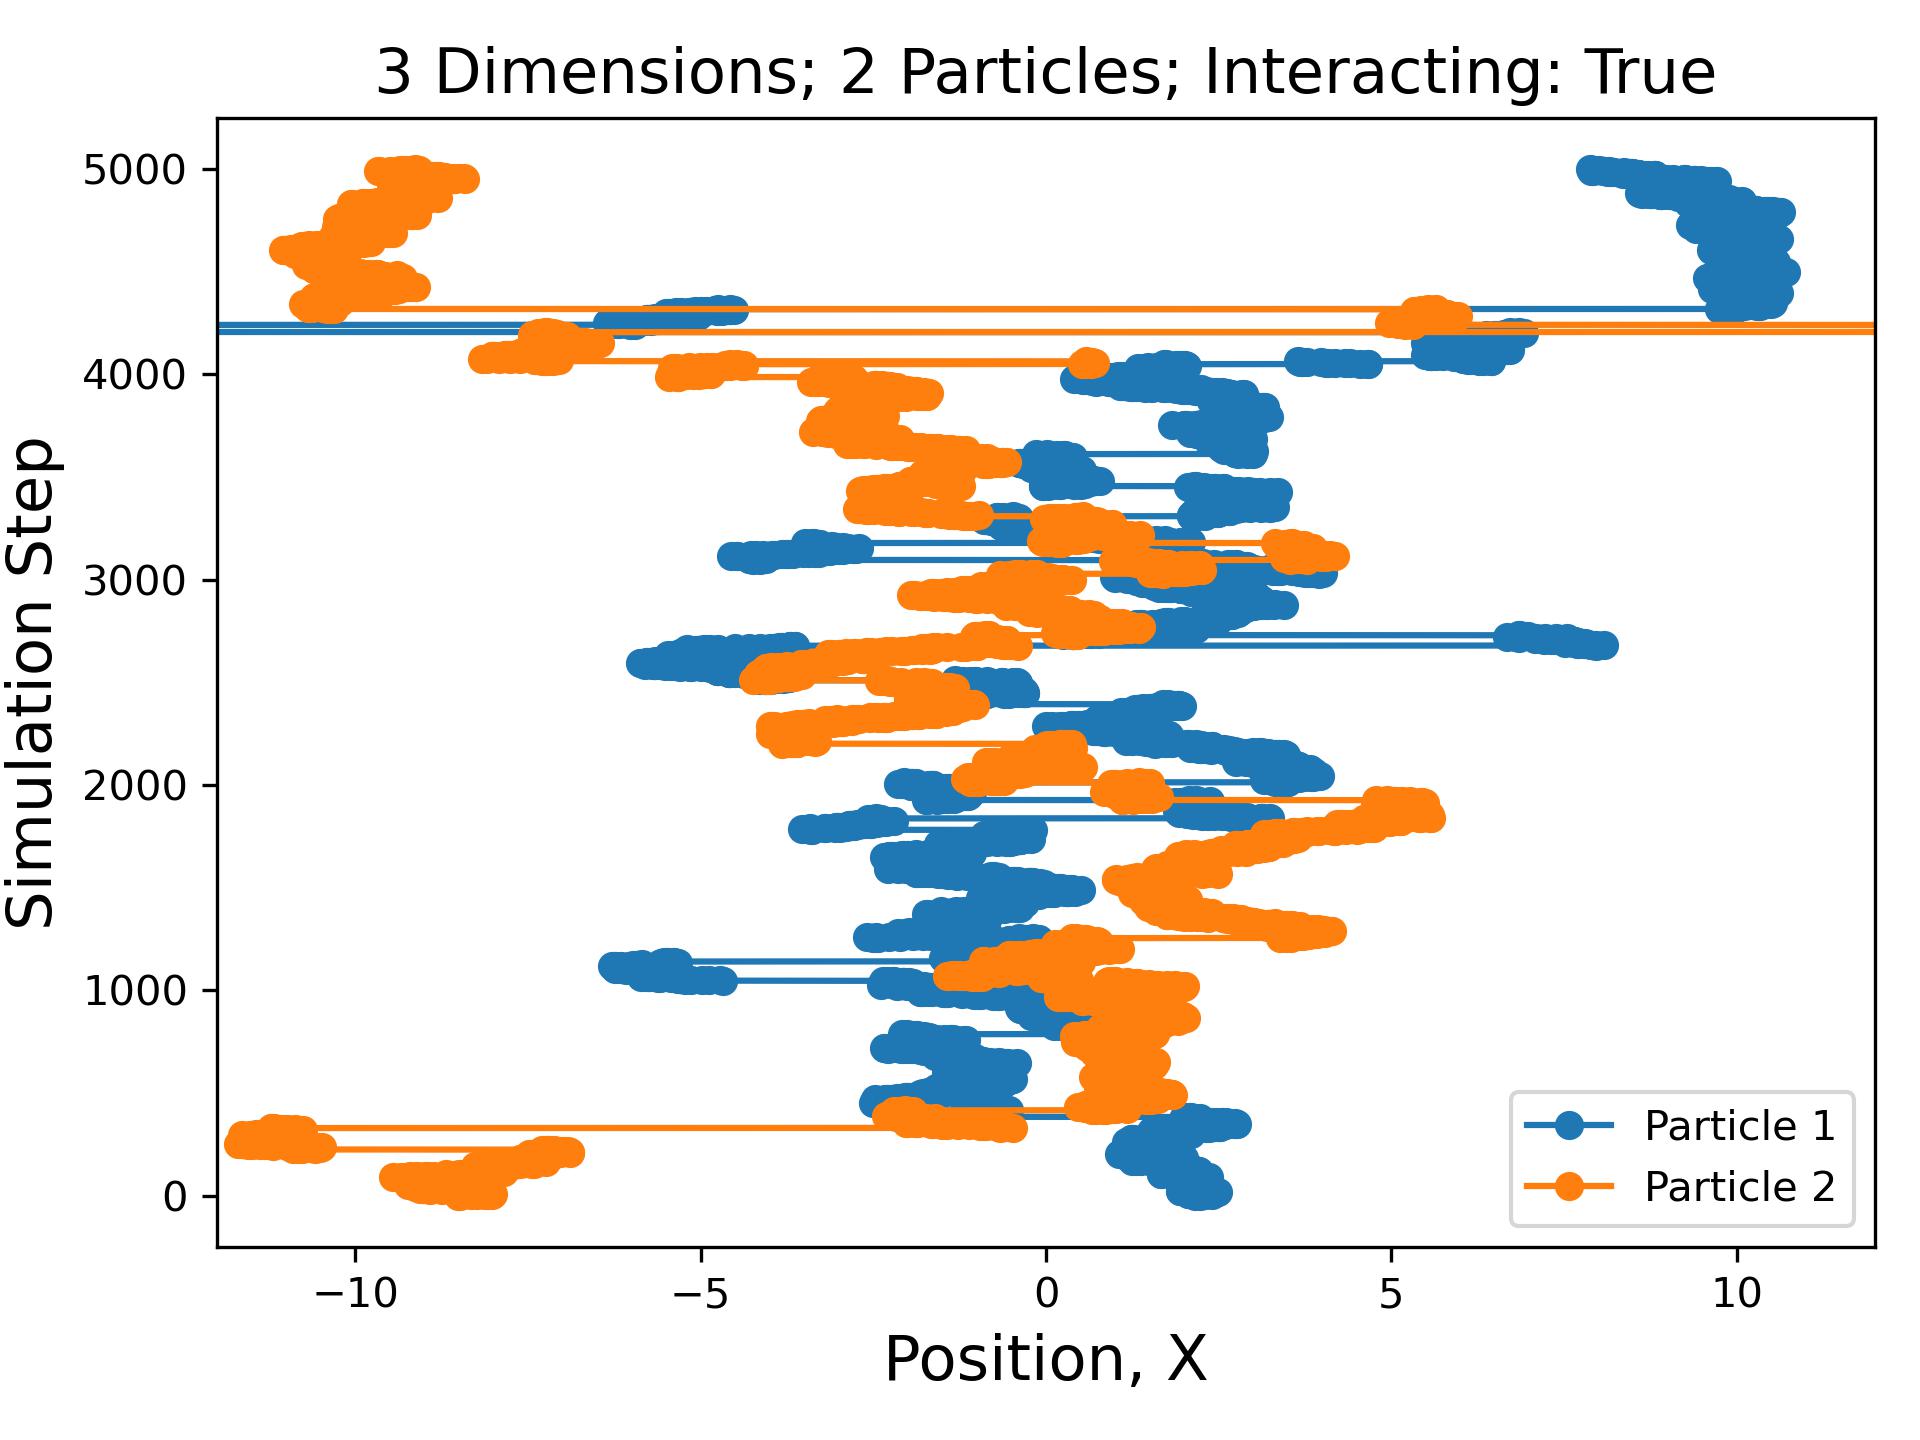 3 Dimensions; 2 Particles; Interacting: True
Simulation Step
5000
4000
3000
2000
1000
0
−10
−5
0
5
10
Position, X
Particle 1
Particle 2